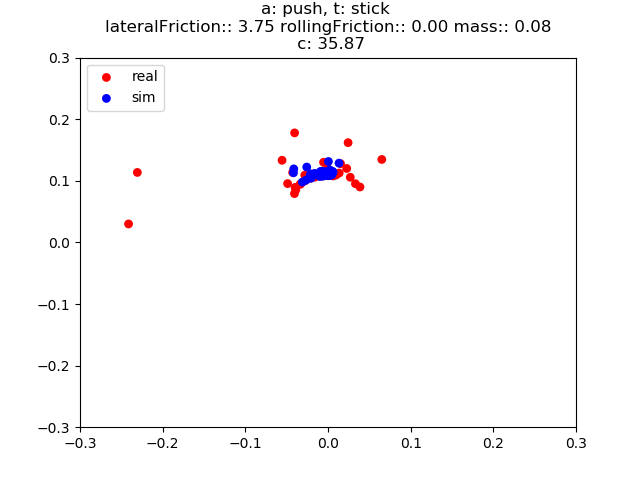 a: push, t: stick
lateralFriction:: 3.75 rollingFriction:: 0.00 mass:: 0.08
c: 35.87
real
sim
0.3
0.2
0.1
0.0
−0.1
−0.2
−0.3
−0.3
−0.2
−0.1
0.0
0.1
0.2
0.3